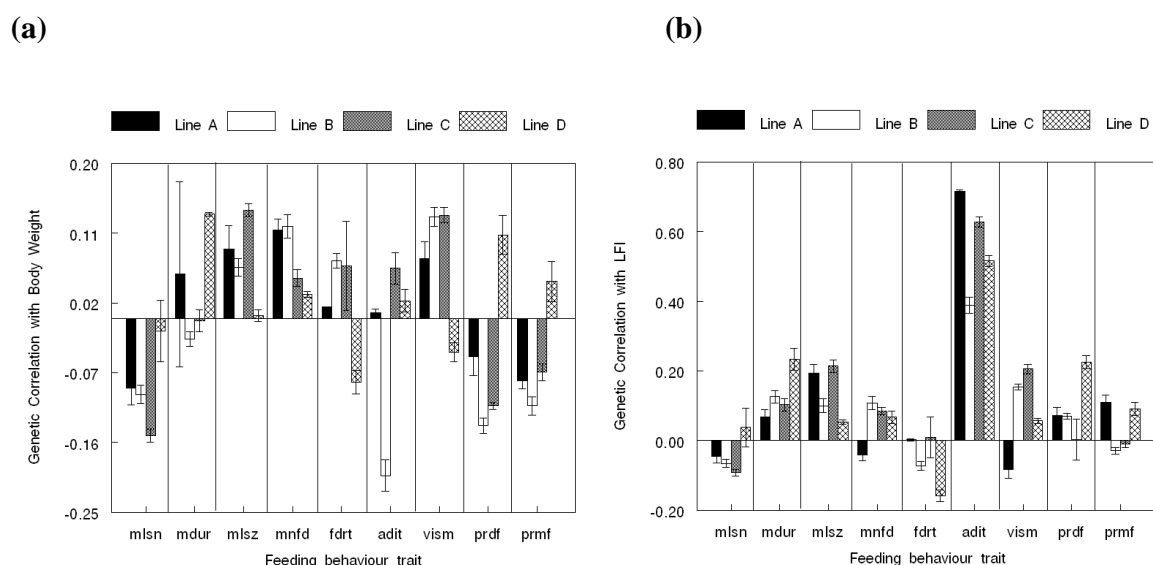 (a)
Line A Line B Line C Line D
Genetic Correlation with Body Weight
0.20
0.11
0.02
-0.07
-0.16
-0.25
mlsn mdur mlsz mnfd fdrt adit vism prdf prmf
Feeding behaviour trait
(b)
Line A Line B Line C Line D
Genetic Correlation with LFI
0.80
0.60
0.40
0.20
0.00
-0.20
mlsn mdur mlsz mnfd fdrt adit vism prdf prmf
Feeding behaviour trait